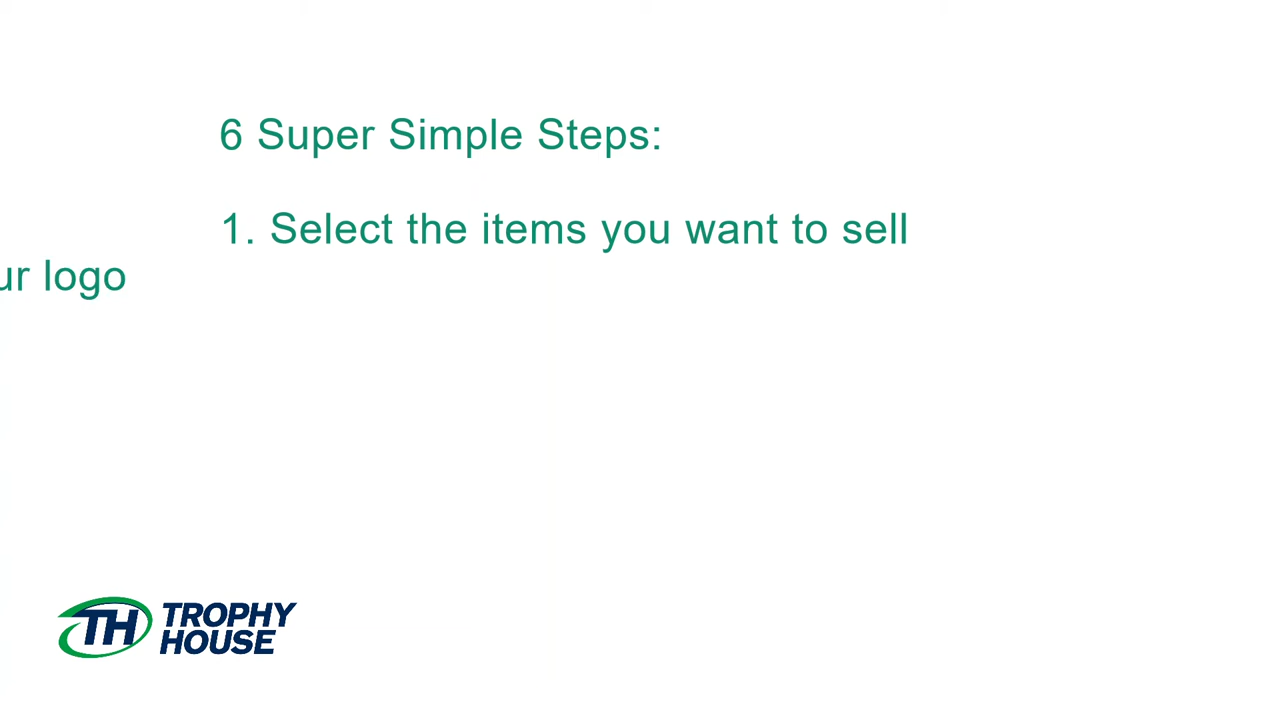 6 Super Simple Steps:
1. Select the items you want to sell
ur logo
TH TROPHY
HOUSE